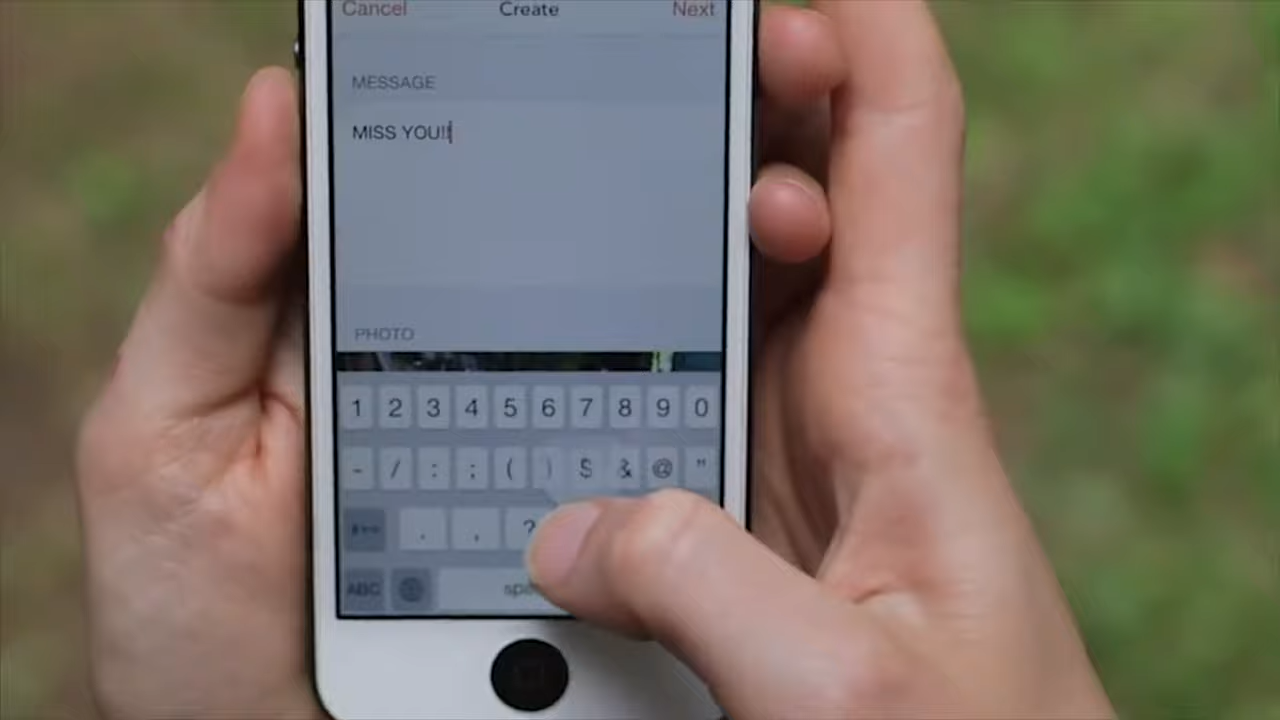 Cancel Create Next
MESSAGE
MISS YOU!!
PHOTO
1 2 3 4 5 6 7 8 9 0
- / : ; ( ) $ & @ "
#+= . , ?
ABC